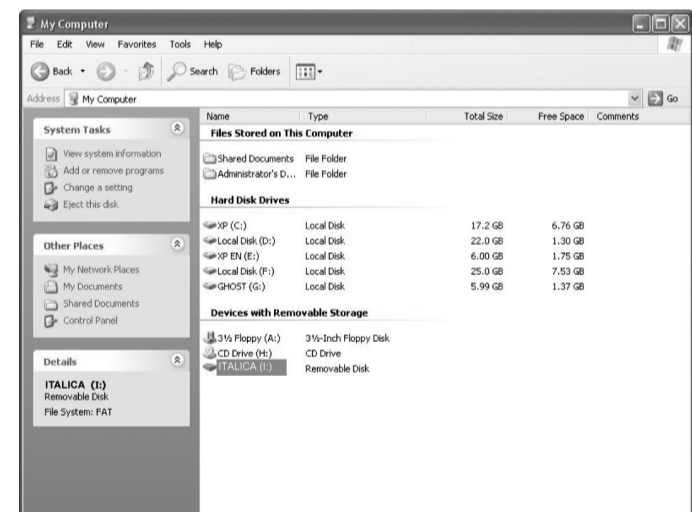 My Computer
File Edit View Favorites Tools Help
Back Search Folders
Address My Computer Go
System Tasks
View system information
Add or remove programs
Change a setting
Eject this disk
Other Places
My Network Places
My Documents
Shared Documents
Control Panel
Details
ITALICA (I:)
Removable Disk
File System: FAT
Name Type Total Size Free Space Comments
Files Stored on This Computer
Shared Documents File Folder
Administrator's D... File Folder
Hard Disk Drives
XP (C:) Local Disk 17.2 GB 6.76 GB
Local Disk (D:) Local Disk 22.0 GB 1.30 GB
XP EN (E:) Local Disk 6.00 GB 1.75 GB
Local Disk (F:) Local Disk 25.0 GB 7.53 GB
GHOST (G:) Local Disk 5.99 GB 1.37 GB
Devices with Removable Storage
3½ Floppy (A:) 3½-Inch Floppy Disk
CD Drive (H:) CD Drive
ITALICA (I:) Removable Disk